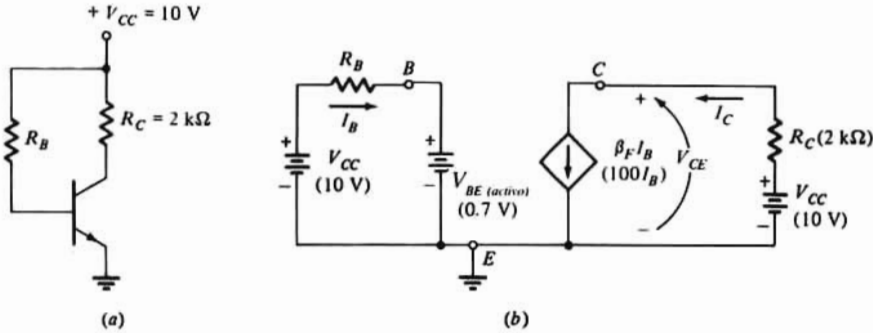 + V_CC = 10 V
R_B
R_C = 2 kΩ
(a)
R_B
B
I_B
+
V_CC
(10 V)
−
+
−
V_BE (activo)
(0.7 V)
E
C
β_F I_B
(100 I_B)
+
V_CE
−
I_C
R_C (2 kΩ)
+
V_CC
(10 V)
−
(b)